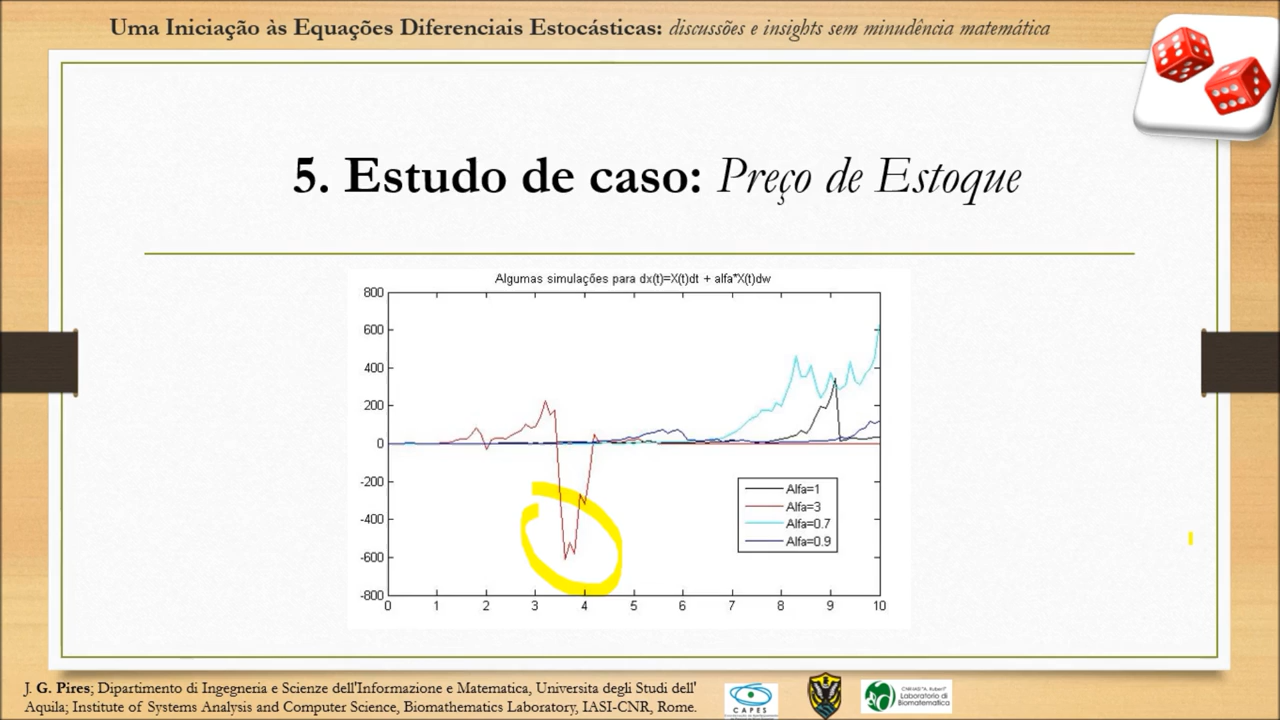 Uma Iniciação às Equações Diferenciais Estocásticas: discussões e insights sem minudência matemática
5. Estudo de caso: Preço de Estoque
Algumas simulações para dx(t)=X(t)dt + alfa*X(t)dw
800
600
400
200
0
-200
-400
-600
-800
0 1 2 3 4 5 6 7 8 9 10
Alfa=1
Alfa=3
Alfa=0.7
Alfa=0.9
J. G. Pires; Dipartimento di Ingegneria e Scienze dell'Informazione e Matematica, Universita degli Studi dell'
Aquila; Institute of Systems Analysis and Computer Science, Biomathematics Laboratory, IASI-CNR, Rome.
CAPES
Laboratorio di
Biomatematica